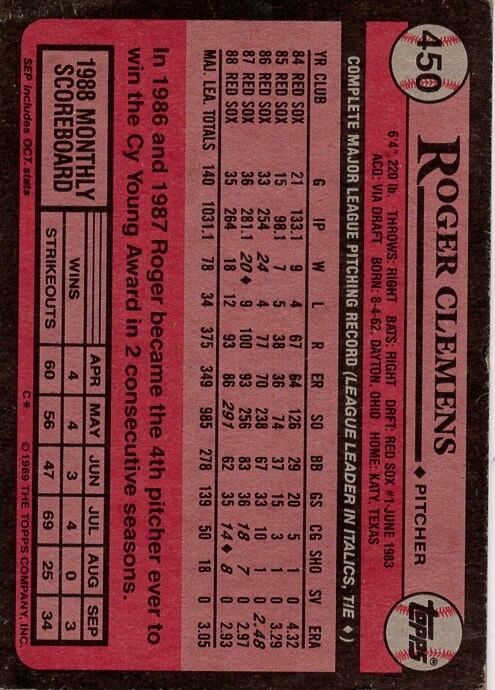 450
ROGER CLEMENS ♦ PITCHER
TOPPS
6'4" 220 lb THROWS: RIGHT BATS: RIGHT DRFT: RED SOX #1-JUNE 1983
ACQ: VIA DRAFT BORN: 8-4-62, DAYTON, OHIO HOME: KATY, TEXAS
COMPLETE MAJOR LEAGUE PITCHING RECORD (LEAGUE LEADER IN ITALICS, TIE ♦)
YR CLUB G IP W L R ER SO BB GS CG SHO SV ERA
84 RED SOX 21 133.1 9 4 67 64 126 29 20 5 1 0 4.32
85 RED SOX 15 98.1 7 5 38 36 74 37 15 3 1 0 3.29
86 RED SOX 33 254 24 4 77 70 238 67 33 10 1 0 2.48
87 RED SOX 36 281.1 20♦ 9 100 93 256 83 36 18 7 0 2.97
88 RED SOX 35 264 18 12 93 86 291 62 35 14♦ 8 0 2.93
MAJ. LEA. TOTALS 140 1031.1 78 34 375 349 985 278 139 50 18 0 3.05
In 1986 and 1987 Roger became the 4th pitcher ever to
win the Cy Young Award in 2 consecutive seasons.
1988 MONTHLY
SCOREBOARD
APR MAY JUN JUL AUG SEP
WINS 4 4 3 4 0 3
STRIKEOUTS 60 56 47 69 25 34
SEP includes OCT. stats
C* © 1989 THE TOPPS COMPANY, INC.